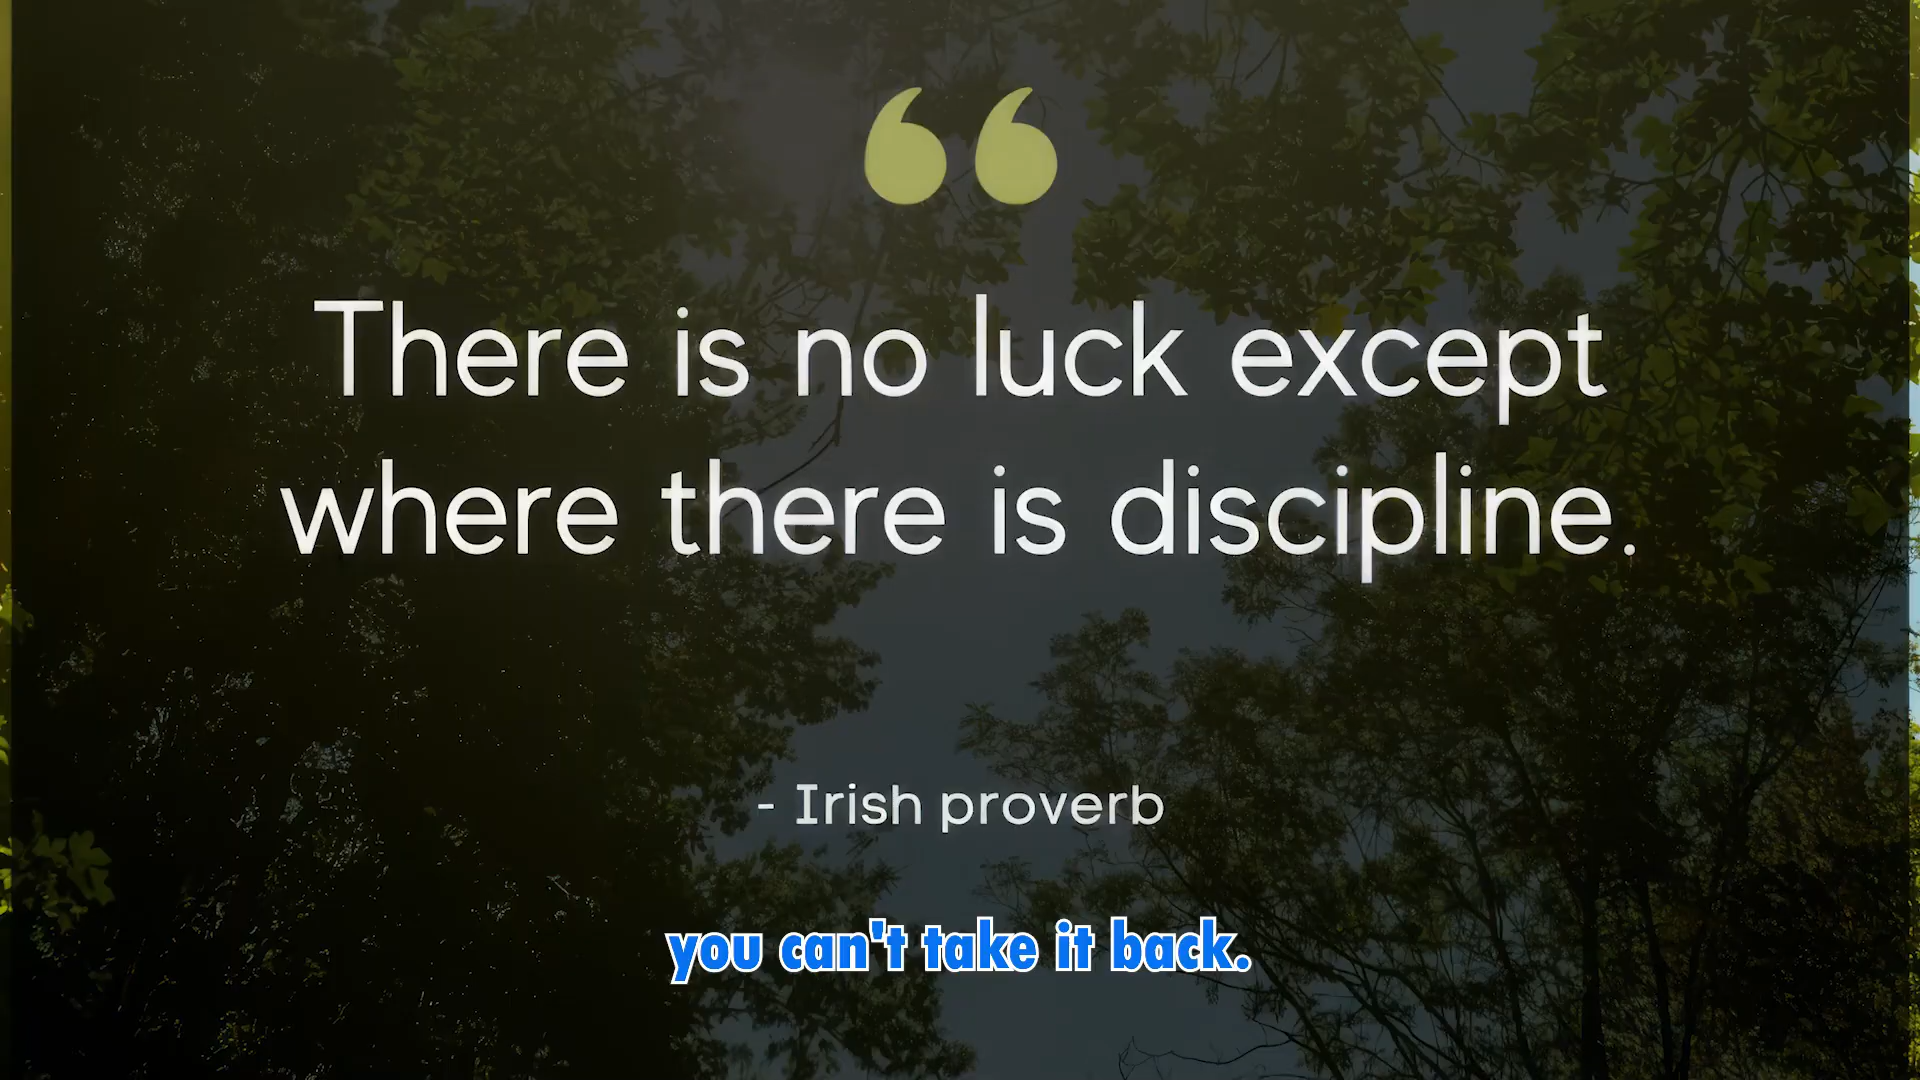 “
There is no luck except
where there is discipline.
- Irish proverb
you can't take it back.